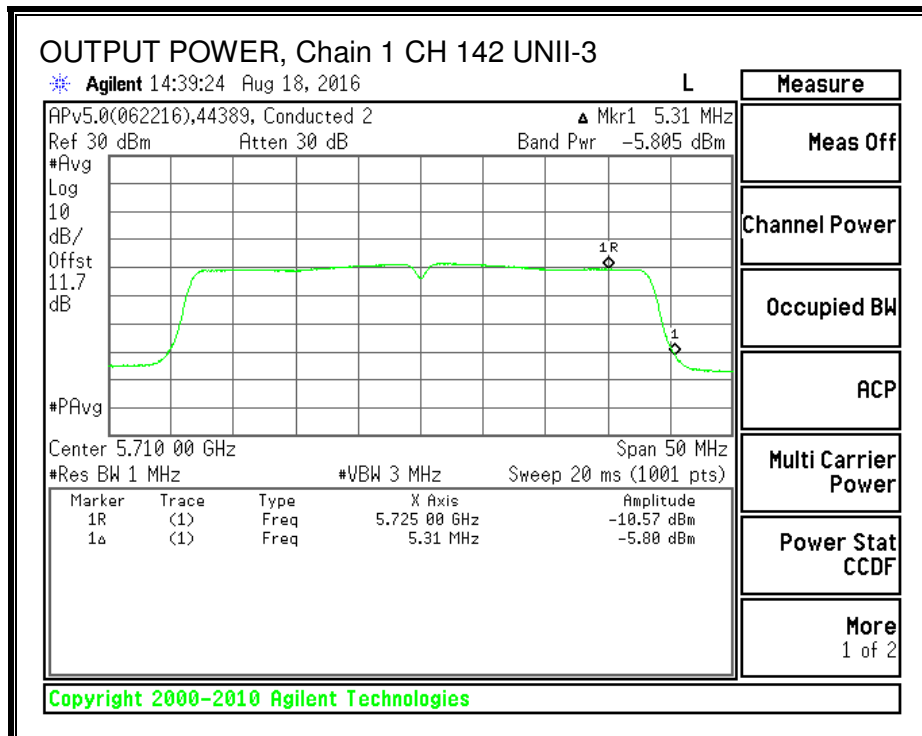 OUTPUT POWER, Chain 1 CH 142 UNII-3
Agilent 14:39:24 Aug 18, 2016 L
Measure
APv5.0(062216),44389, Conducted 2 Δ Mkr1 5.31 MHz
Ref 30 dBm Atten 30 dB Band Pwr -5.805 dBm
#Avg
Log
10
dB/
Offst
11.7
dB
1R
1
#PAvg
Center 5.710 00 GHz Span 50 MHz
#Res BW 1 MHz #VBW 3 MHz Sweep 20 ms (1001 pts)
Marker Trace Type X Axis Amplitude
1R (1) Freq 5.725 00 GHz -10.57 dBm
1Δ (1) Freq 5.31 MHz -5.80 dBm
Meas Off
Channel Power
Occupied BW
ACP
Multi Carrier
Power
Power Stat
CCDF
More
1 of 2
Copyright 2000-2010 Agilent Technologies